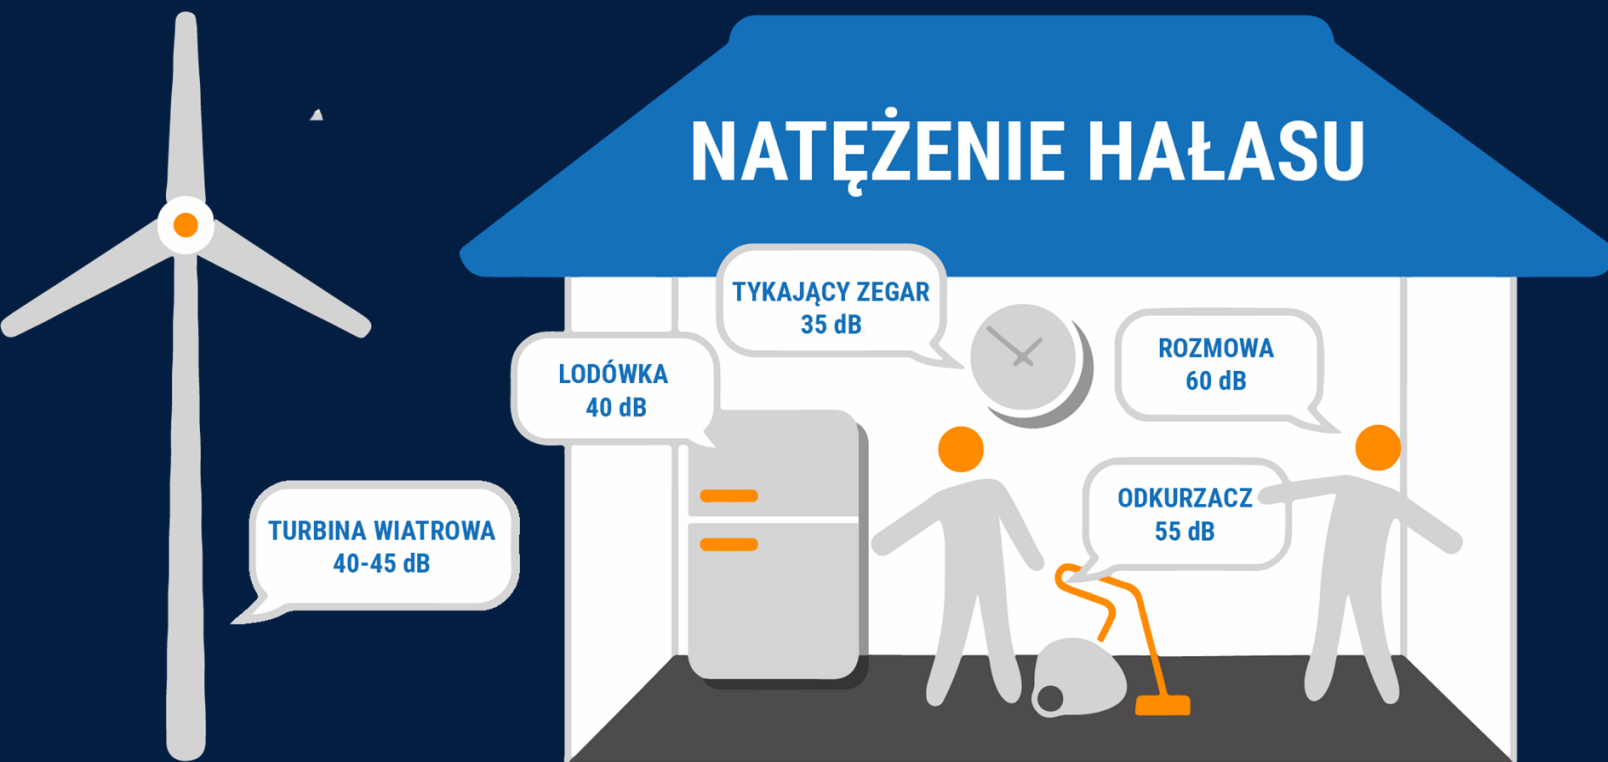 NATĘŻENIE HAŁASU
TYKAJĄCY ZEGAR
35 dB
ROZMOWA
60 dB
LODÓWKA
40 dB
ODKURZACZ
55 dB
TURBINA WIATROWA
40-45 dB